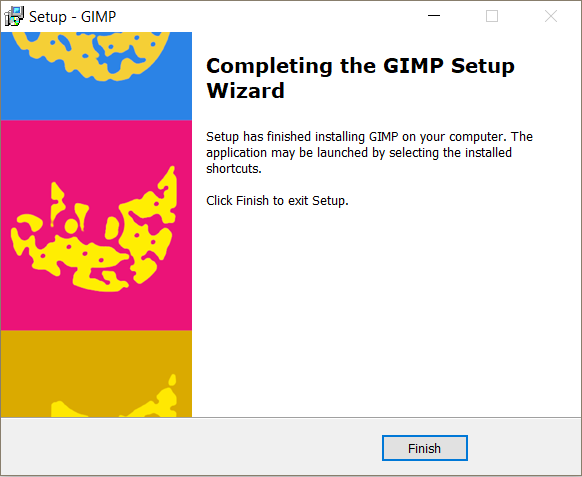 Setup - GIMP
Completing the GIMP Setup
Wizard
Setup has finished installing GIMP on your computer. The
application may be launched by selecting the installed
shortcuts.
Click Finish to exit Setup.
Finish